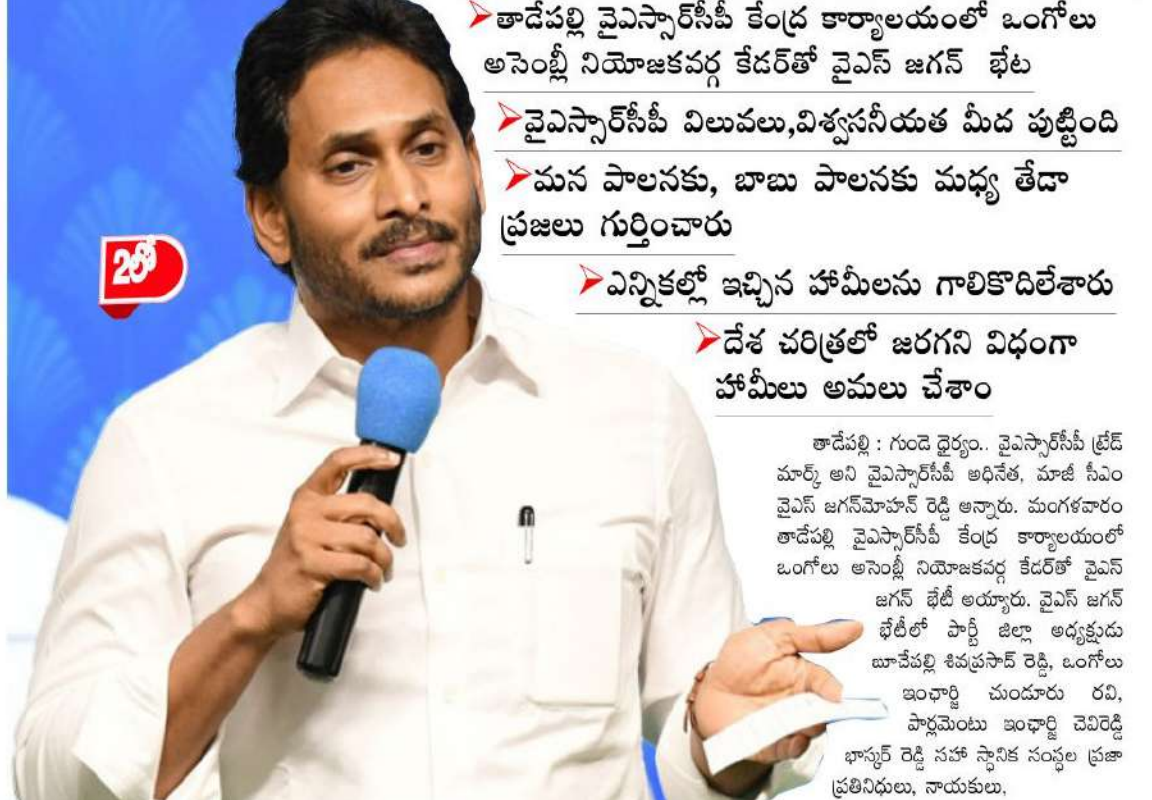 ➢తాడేపల్లి వైఎస్సార్‌సీపీ కేంద్ర కార్యాలయంలో ఒంగోలు
అసెంబ్లీ నియోజకవర్గ కేడర్‌తో వైఎస్ జగన్ భేట
➢వైఎస్సార్‌సీపీ విలువలు,విశ్వసనీయత మీద పుట్టింది
➢మన పాలనకు, బాబు పాలనకు మధ్య తేడా
ప్రజలు గుర్తించారు
➢ఎన్నికల్లో ఇచ్చిన హామీలను గాలికొదిలేశారు
➢దేశ చరిత్రలో జరగని విధంగా
హామీలు అమలు చేశాం
2లో
తాడేపల్లి : గుండె ధైర్యం.. వైఎస్సార్‌సీపీ ట్రేడ్
మార్క్ అని వైఎస్సార్‌సీపీ అధినేత, మాజీ సీఎం
వైఎస్ జగన్‌మోహన్ రెడ్డి అన్నారు. మంగళవారం
తాడేపల్లి వైఎస్సార్‌సీపీ కేంద్ర కార్యాలయంలో
ఒంగోలు అసెంబ్లీ నియోజకవర్గ కేడర్‌తో వైఎస్
జగన్ భేటీ అయ్యారు. వైఎస్ జగన్
భేటీలో పార్టీ జిల్లా అధ్యక్షుడు
బూచేపల్లి శివప్రసాద్ రెడ్డి, ఒంగోలు
ఇంఛార్జి చుండూరు రవి,
పార్లమెంటు ఇంఛార్జి చెవిరెడ్డి
భాస్కర్ రెడ్డి సహా స్థానిక సంస్థల ప్రజా
ప్రతినిధులు, నాయకులు,